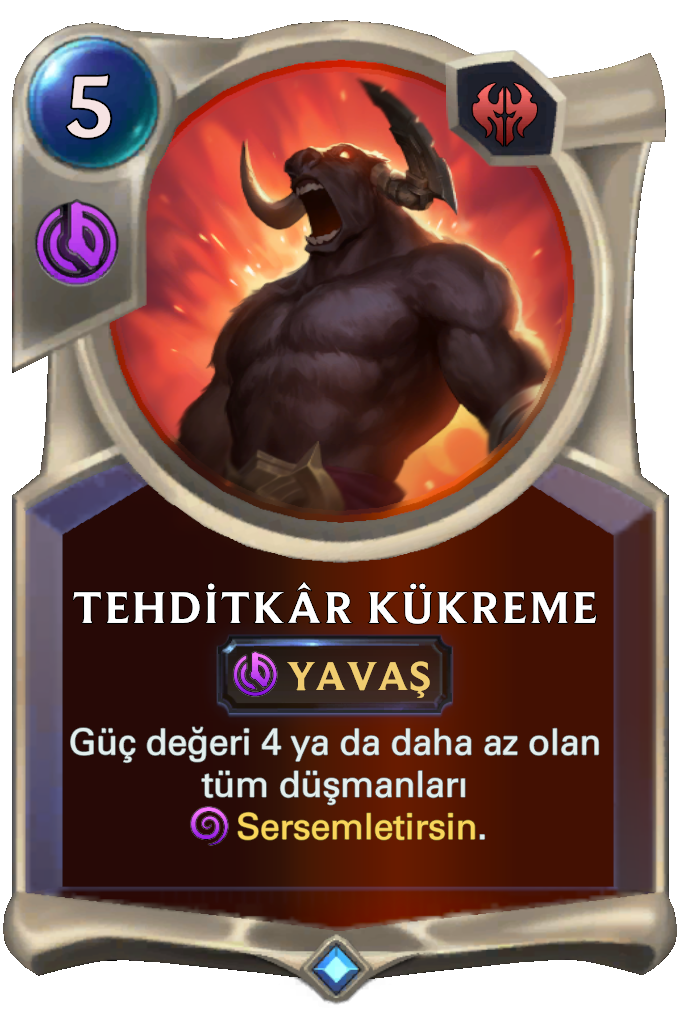 5
TEHDİTKÂR KÜKREME
YAVAŞ
Güç değeri 4 ya da daha az olan
tüm düşmanları
Sersemletirsin.